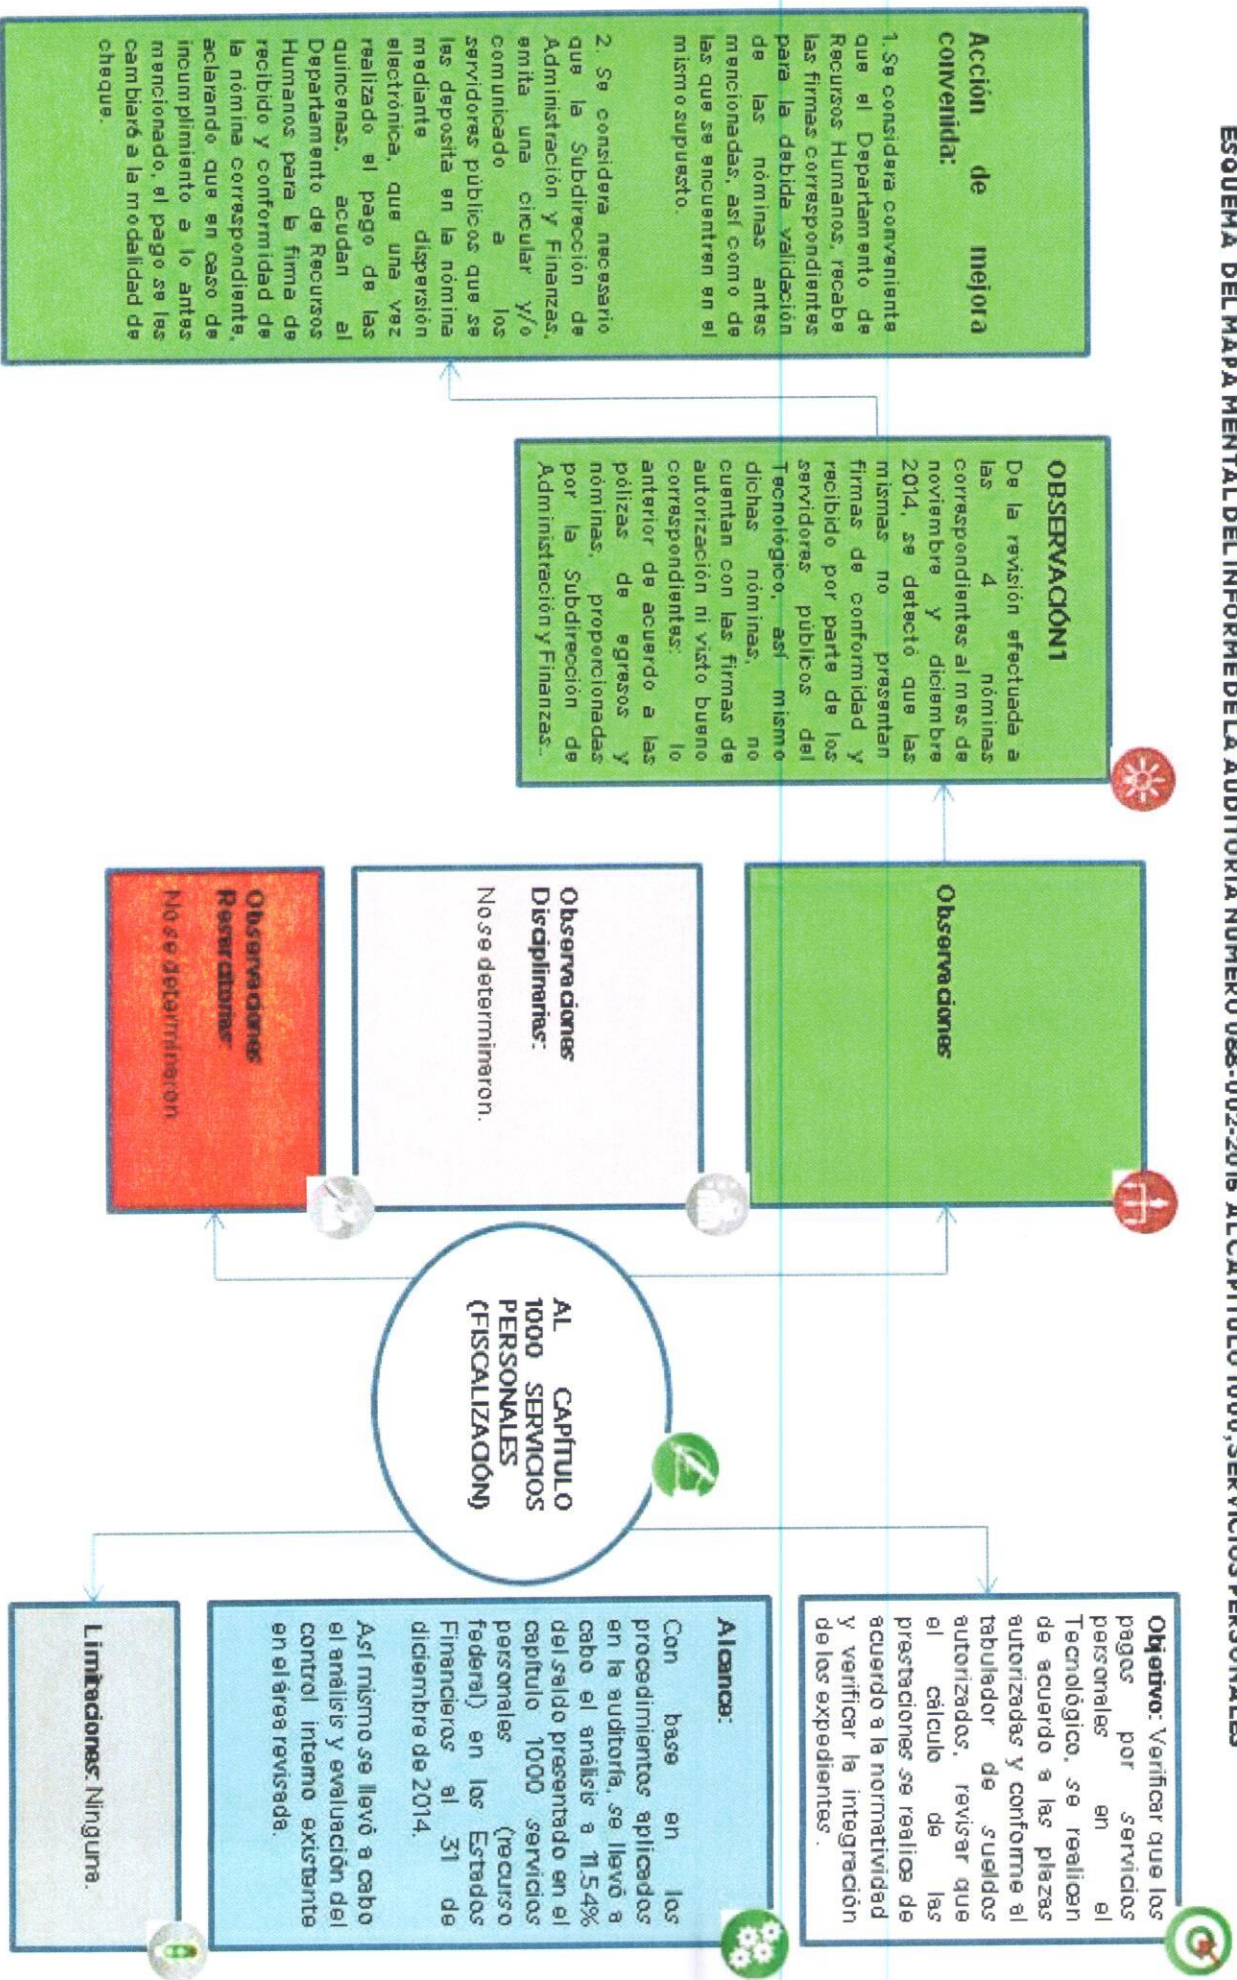 ESQUEMA DEL MAPA MENTAL DEL INFORME DE LA AUDITORÍA NÚMERO 088-002-2015 AL CAPÍTULO 1000, SERVICIOS PERSONALES
Objetivo: Verificar que los
pagos por servicios
personales en el
Tecnológico, se realicen
de acuerdo a las plazas
autorizadas y conforme al
tabulador de sueldos
autorizados, revisar que
el cálculo de las
prestaciones se realice de
acuerdo a la normatividad
y verificar la integración
de los expedientes.
Alcance:
Con base en los
procedimientos aplicados
en la auditoría, se llevó a
cabo el análisis a 11.54%
del saldo presentado en el
capítulo 1000 servicios
personales (recurso
federal) en los Estados
Financieros al 31 de
diciembre de 2014.
Así mismo se llevó a cabo
el análisis y evaluación del
control interno existente
en el área revisada.
Limitaciones: Ninguna.
AL CAPÍTULO
1000 SERVICIOS
PERSONALES
(FISCALIZACIÓN)
Observaciones
Observaciones
Disciplinarias:
No se determinaron.
Observaciones
Resarcitorias:
No se determinaron
OBSERVACIÓN 1
De la revisión efectuada a
las 4 nóminas
correspondientes al mes de
noviembre y diciembre
2014, se detectó que las
mismas no presentan
firmas de conformidad y
recibido por parte de los
servidores públicos del
Tecnológico, así mismo
dichas nóminas, no
cuentan con las firmas de
autorización ni visto bueno
correspondientes: lo
anterior de acuerdo a las
pólizas de egresos y
nóminas, proporcionadas
por la Subdirección de
Administración y Finanzas..
Acción de mejora
convenida:
1. Se considera conveniente
que el Departamento de
Recursos Humanos, recabe
las firmas correspondientes
para la debida validación
de las nóminas antes
mencionadas, así como de
las que se encuentren en el
mismo supuesto.
2. Se considera necesario
que la Subdirección de
Administración y Finanzas,
emita una circular y/o
comunicado a los
servidores públicos que se
les deposita en la nómina
mediante dispersión
electrónica, que una vez
realizado el pago de las
quincenas, acudan al
Departamento de Recursos
Humanos para la firma de
recibido y conformidad de
la nómina correspondiente,
aclarando que en caso de
incumplimiento a lo antes
mencionado, el pago se les
cambiará a la modalidad de
cheque.